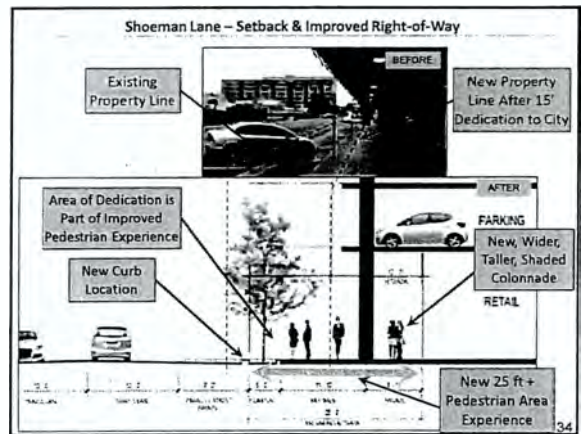 Shoeman Lane – Setback & Improved Right-of-Way
BEFORE
Existing
Property Line
New Property
Line After 15'
Dedication to City
AFTER
Area of Dedication is
Part of Improved
Pedestrian Experience
PARKING
New, Wider,
Taller, Shaded
Colonnade
New Curb
Location
RETAIL
New 25 ft +
Pedestrian Area
Experience
34